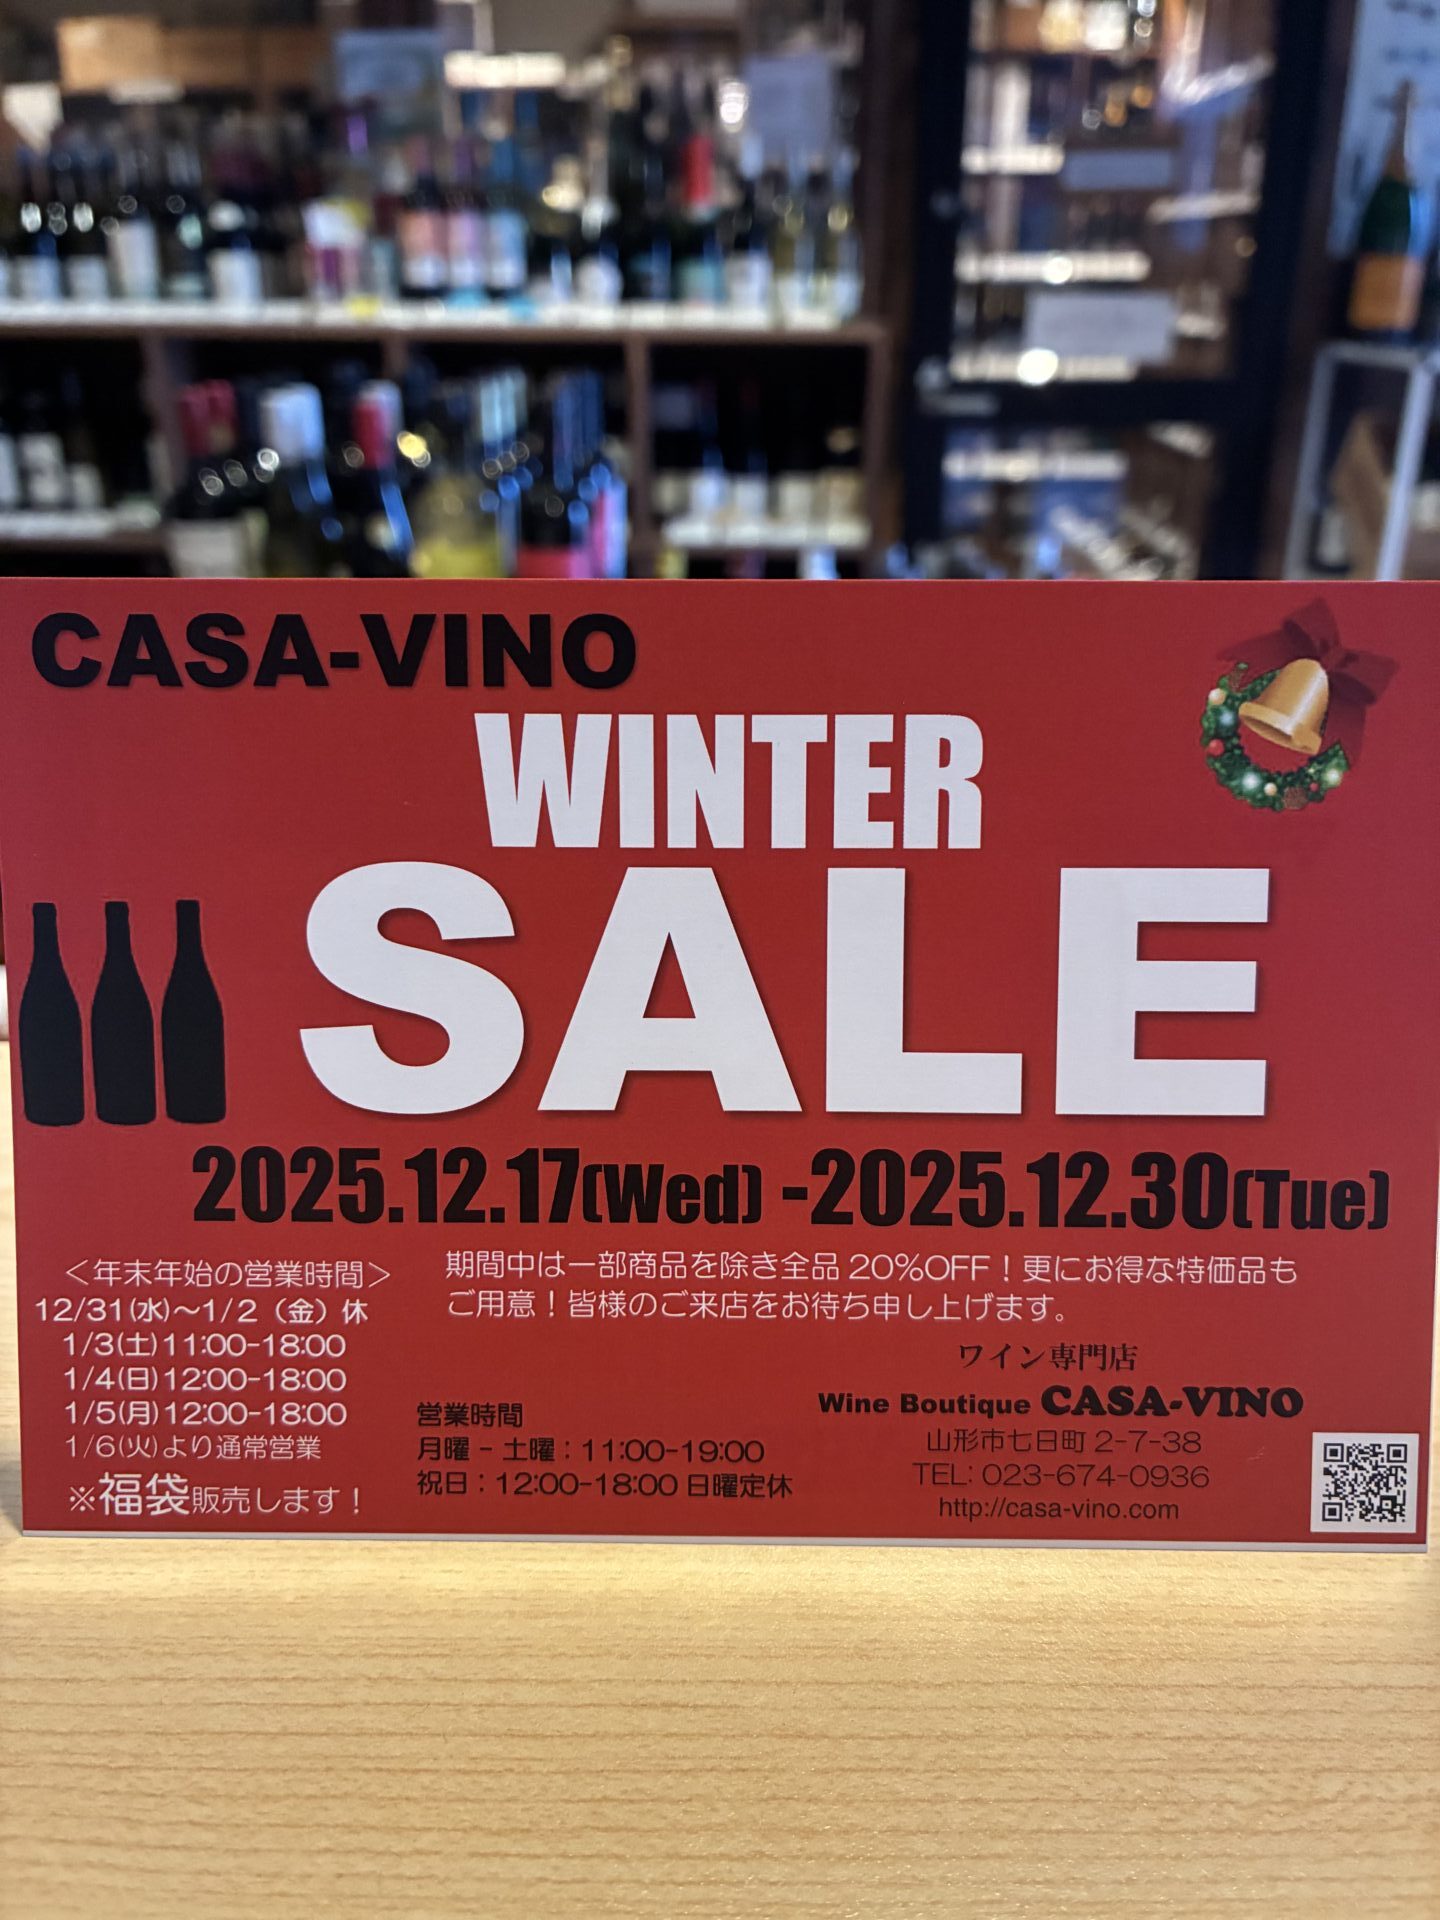 CASA-VINO
WINTER
SALE
2025.12.17(Wed) -2025.12.30(Tue)
＜年末年始の営業時間＞
12/31(水)～1/2（金）休
1/3(土)11:00-18:00
1/4(日)12:00-18:00
1/5(月)12:00-18:00
1/6(火)より通常営業
※福袋販売します！
期間中は一部商品を除き全品 20%OFF！更にお得な特価品も
ご用意！皆様のご来店をお待ち申し上げます。
営業時間
月曜 – 土曜：11:00-19:00
祝日：12:00-18:00 日曜定休
ワイン専門店
Wine Boutique CASA-VINO
山形市七日町 2-7-38
TEL: 023-674-0936
http://casa-vino.com